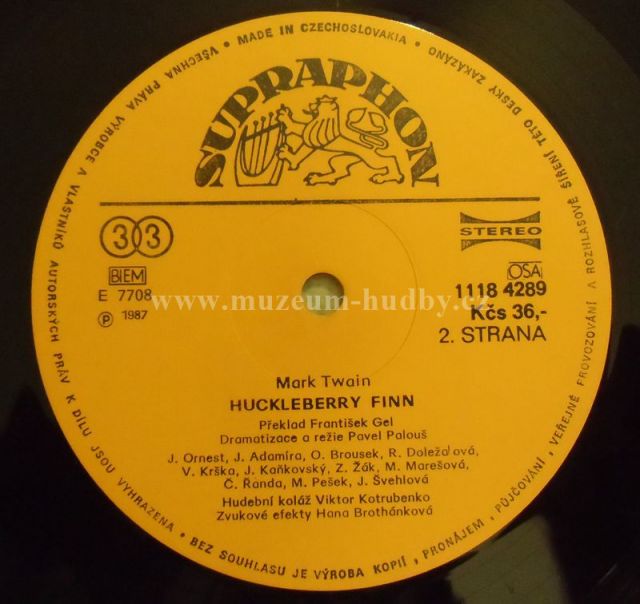 VŠECHNA PRÁVA VÝROBCE A VLASTNÍKŮ AUTORSKÝCH PRÁV K DÍLU JSOU VYHRAZENA • BEZ SOUHLASU JE VÝROBA KOPIÍ, PRONÁJEM, PŮJČOVÁNÍ, VEŘEJNÉ PROVOZOVÁNÍ A ROZHLASOVÉ ŠÍŘENÍ TÉTO DESKY ZAKÁZÁNO • MADE IN CZECHOSLOVAKIA •
SUPRAPHON
33
STEREO
BIEM
OSA
E 7708
1118 4289
℗ 1987
Kčs 36,-
2. STRANA
www.muzeum-hudby.cz
Mark Twain
HUCKLEBERRY FINN
Překlad František Gel
Dramatizace a režie Pavel Palouš
J. Ornest, J. Adamíra, O. Brousek, R. Doležalová,
V. Krška, J. Kaňkovský, Z. Žák, M. Marešová,
Č. Řanda, M. Pešek, J. Švehlová
Hudební koláž Viktor Kotrubenko
Zvukové efekty Hana Brothánková